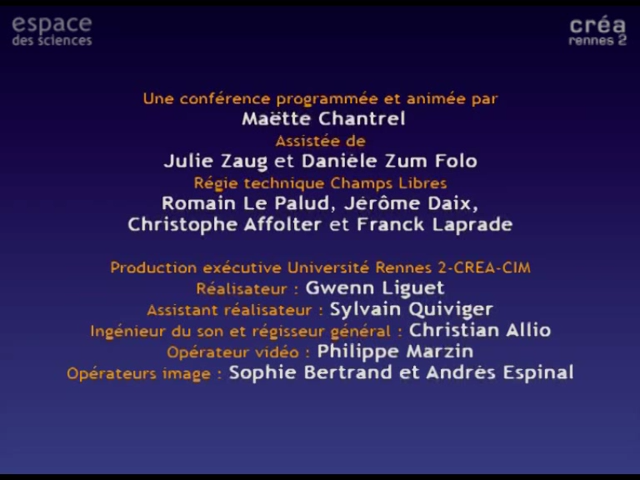 espace
des sciences
créa
rennes 2
Une conférence programmée et animée par
Maëtte Chantrel
Assistée de
Julie Zaug et Danièle Zum Folo
Régie technique Champs Libres
Romain Le Palud, Jérôme Daix,
Christophe Affolter et Franck Laprade
Production exécutive Université Rennes 2-CREA-CIM
Réalisateur : Gwenn Liguet
Assistant réalisateur : Sylvain Quiviger
Ingénieur du son et régisseur général : Christian Allio
Opérateur vidéo : Philippe Marzin
Opérateurs image : Sophie Bertrand et Andrés Espinal